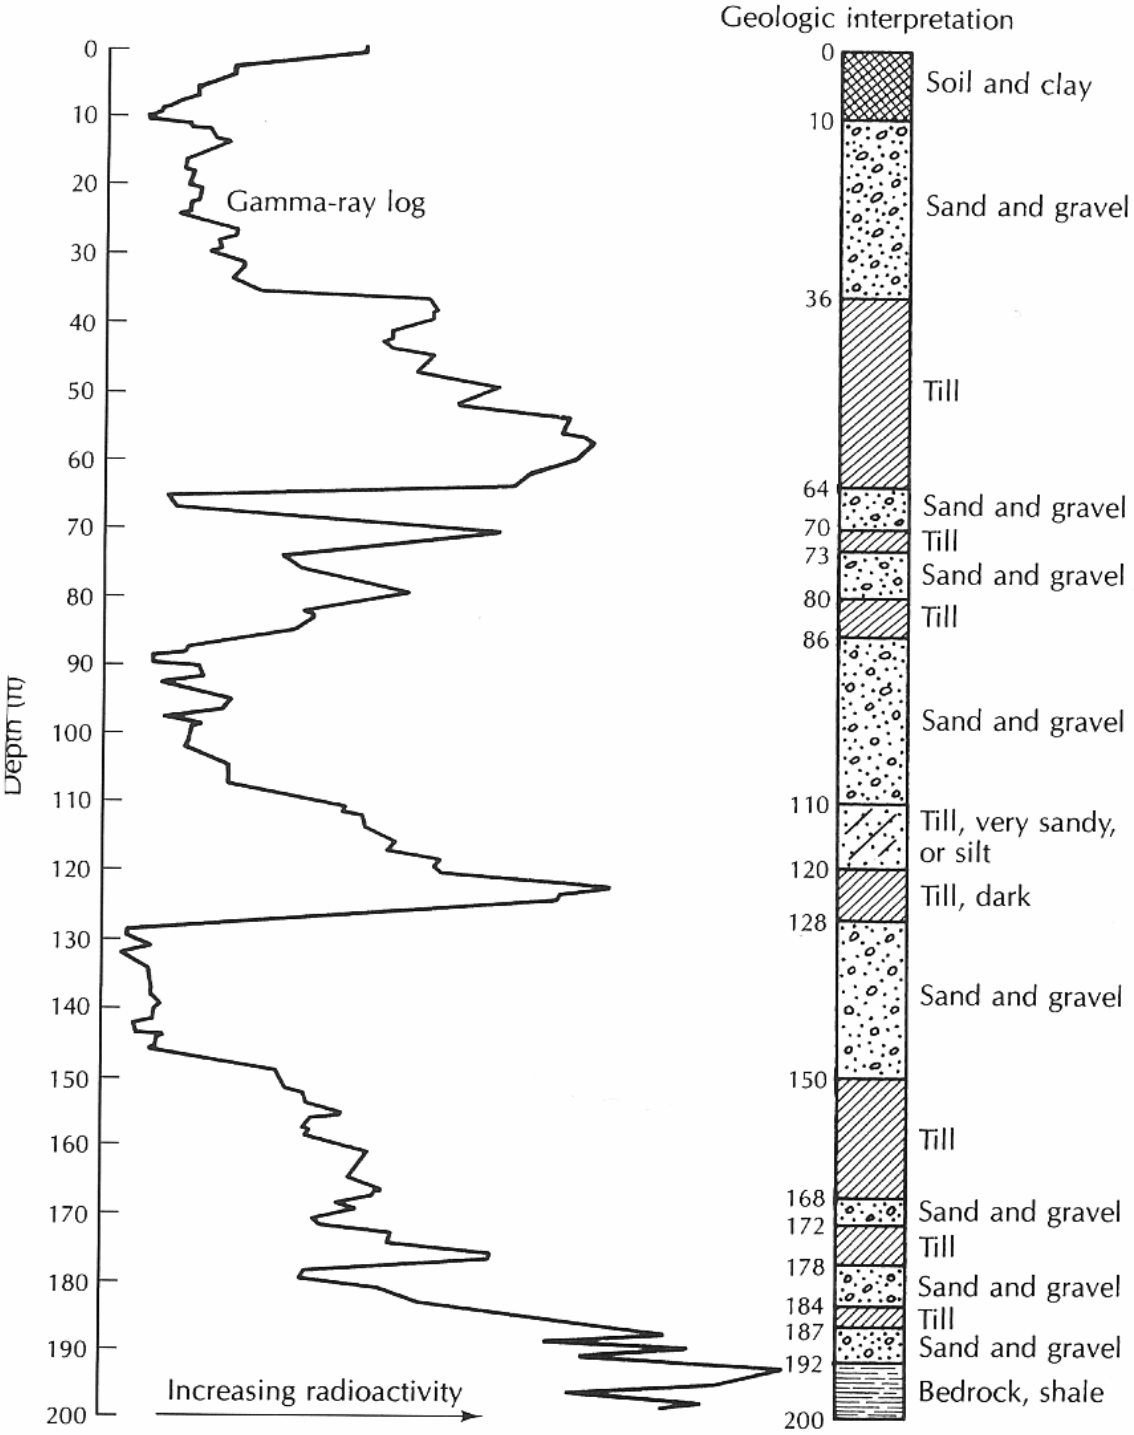 Geologic interpretation
0
10
20
30
40
50
60
70
80
90
100
110
120
130
140
150
160
170
180
190
200
Depth (ft)
Gamma-ray log
Increasing radioactivity
0
Soil and clay
10
Sand and gravel
36
Till
64
Sand and gravel
70
Till
73
Sand and gravel
80
Till
86
Sand and gravel
110
Till, very sandy,
or silt
120
Till, dark
128
Sand and gravel
150
Till
168
Sand and gravel
172
Till
178
Sand and gravel
184
Till
187
Sand and gravel
192
Bedrock, shale
200